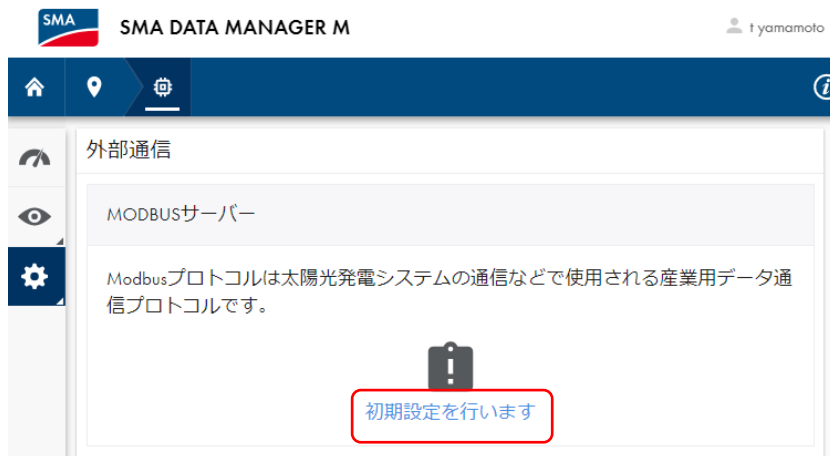 SMA
SMA DATA MANAGER M
t yamamoto
外部通信
MODBUSサーバー
Modbusプロトコルは太陽光発電システムの通信などで使用される産業用データ通
信プロトコルです。
初期設定を行います